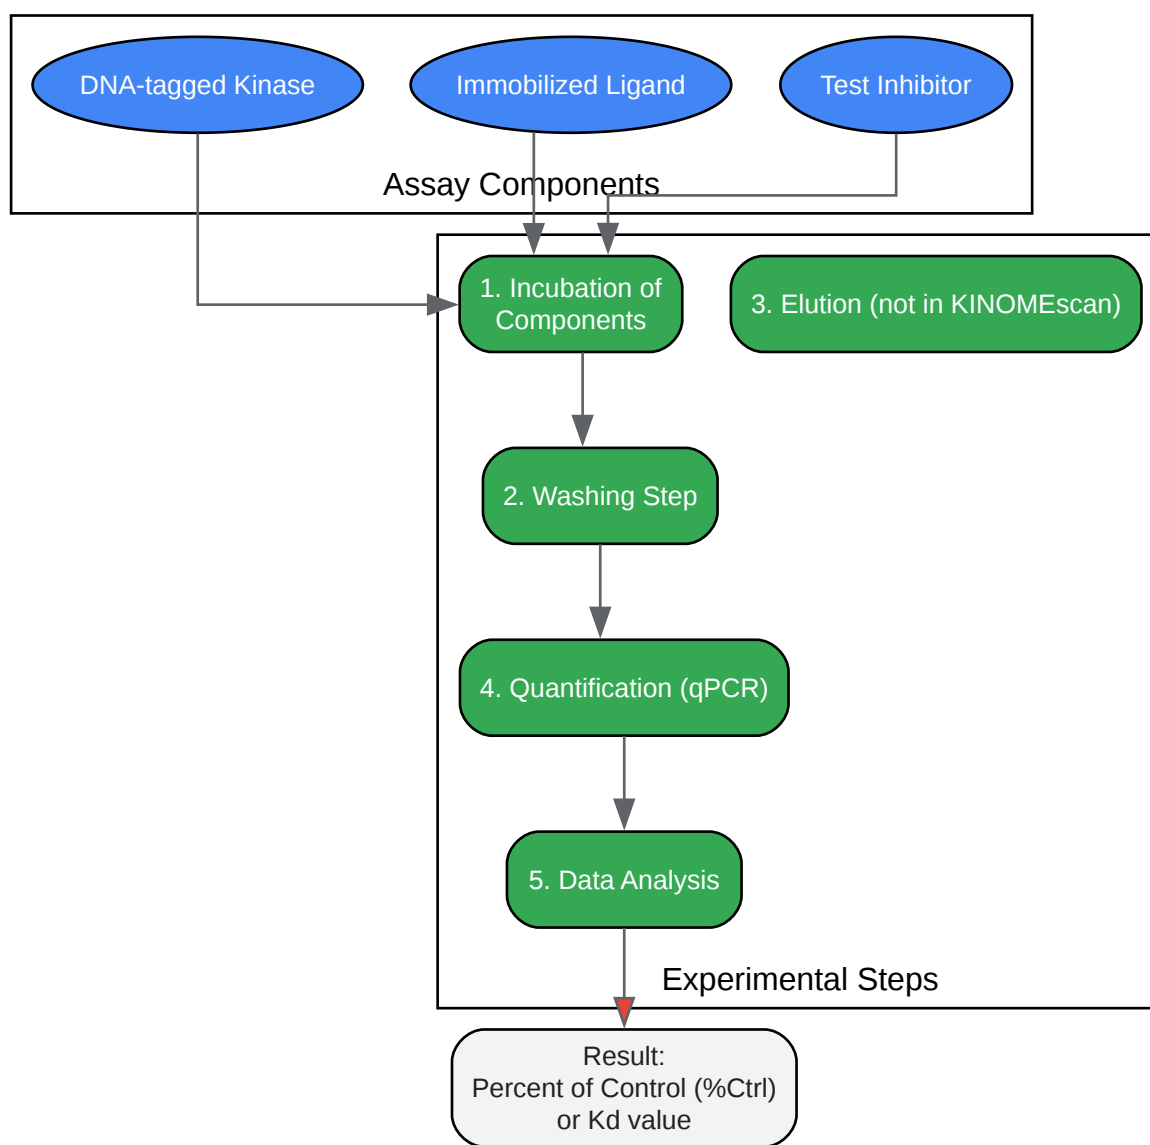 DNA-tagged Kinase
Immobilized Ligand
Test Inhibitor
Assay Components
1. Incubation of
Components
3. Elution (not in KINOMEscan)
2. Washing Step
4. Quantification (qPCR)
5. Data Analysis
Experimental Steps
Result:
Percent of Control (%Ctrl)
or Kd value